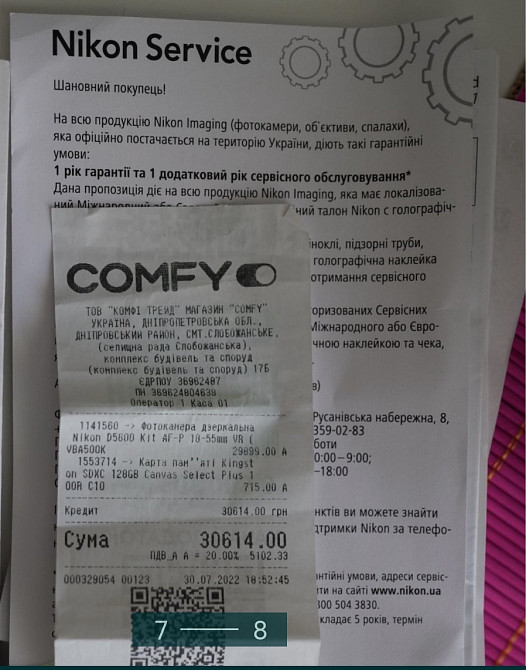 Nikon Service
Шановний покупець!
На всю продукцію Nikon Imaging (фотокамери, об'єктиви, спалахи),
яка офіційно постачається на територію України, діють такі гарантійні
умови:
1 рік гарантії та 1 додатковий рік сервісного обслуговування*
Дана пропозиція діє на всю продукцію Nikon Imaging, яка має локалізова-
ний Міжнародний або чний талон Nikon с голографіч-
ноклі, підзорні труби,
голографічна наклейка
отримання сервісного
торизованих Сервісних
Міжнародного або Євро-
чною наклейкою та чека,
в)
Русанівська набережна, 8,
359-02-83
боти
0:00–9:00;
–18:00
нктів ви можете знайти
дтримки Nikon за телефо-
нтійні умови, адреси сервіс-
ти на сайті www.nikon.ua
300 504 3830.
кладає 5 років, термін
COMFY
ТОВ "КОМФІ ТРЕЙД" МАГАЗИН "COMFY"
УКРАЇНА, ДНІПРОПЕТРОВСЬКА ОБЛ.,
ДНІПРОВСЬКИЙ РАЙОН, СМТ.СЛОБОЖАНСЬКЕ,
(селищна рада Слобожанська),
комплекс будівель та споруд
(комплекс будівель та споруд) 17Б
ЄДРПОУ 36962487
ПН 369624804638
Оператор 1 Каса 01
1141560 -> Фотокамера дзеркальна
Nikon D5600 Kit AF-P 18-55mm VR (
VBA500K 29899.00 А
1553714 -> Карта пам''яті Kingst
on SDXC 128GB Canvas Select Plus 1
00R C10 715.00 А
Кредит 30614.00 грн
Сума 30614.00
ПДВ_А А = 20.00% 5102.33
000329054 00123 30.07.2022 18:52:45
7 — 8